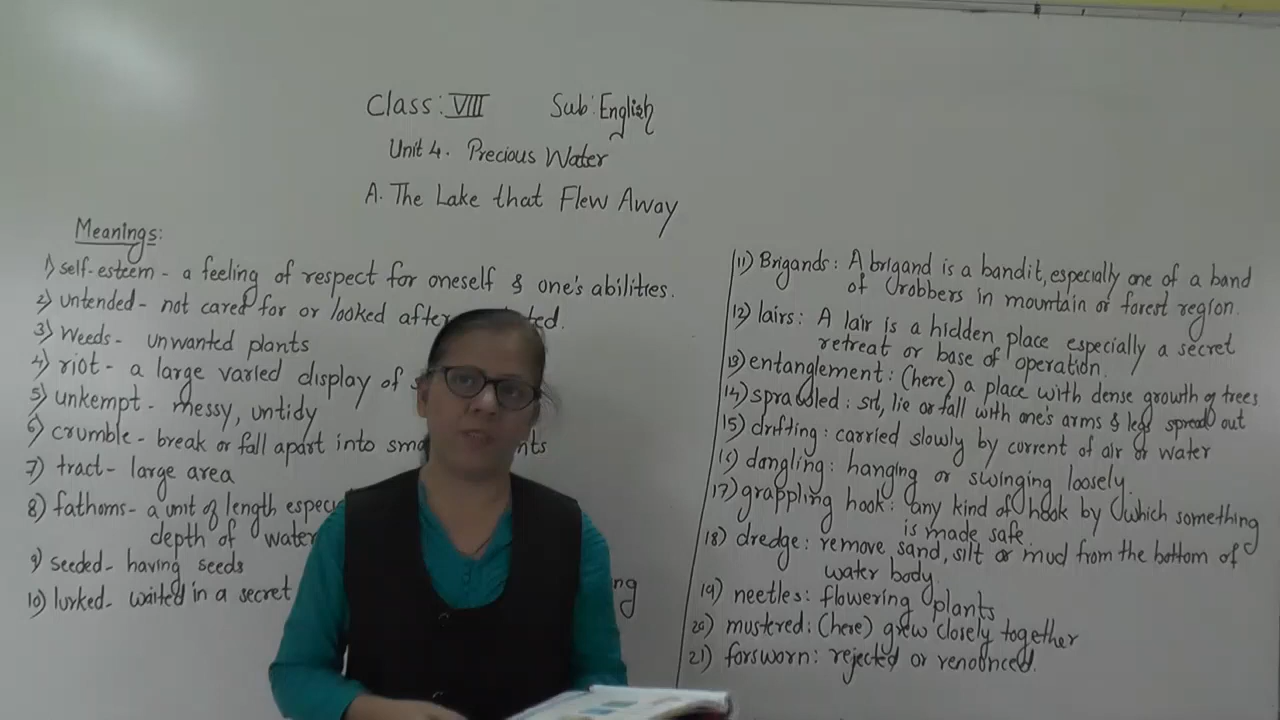 Class: VIII Sub: English
Unit 4. Precious Water
A. The Lake that Flew Away
Meanings:
1) self-esteem - a feeling of respect for oneself & one's abilities.
2) untended - not cared for or looked after
3) Weeds - unwanted plants
4) riot - a large varied display of
5) unkempt - messy, untidy
6) crumble - break or fall apart into
7) tract - large area
8) fathoms - a unit of length
depth of water
9) seeded - having seeds
10) lurked - waited in a secret
11) Brigands: A brigand is a bandit, especially one of a band
of robbers in mountain or forest region.
12) lairs: A lair is a hidden place especially a secret
retreat or base of operation.
13) entanglement: (here) a place with dense growth of trees
14) sprawled: sit, lie or fall with one's arms & legs spread out
15) drifting: carried slowly by current of air or water
16) dangling: hanging or swinging loosely.
17) grappling hook: any kind of hook by which something
is made safe.
18) dredge: remove sand, silt or mud from the bottom of
water body.
19) neetles: flowering plants
20) mustered: (here) grew closely together
21) forsworn: rejected or renounced.